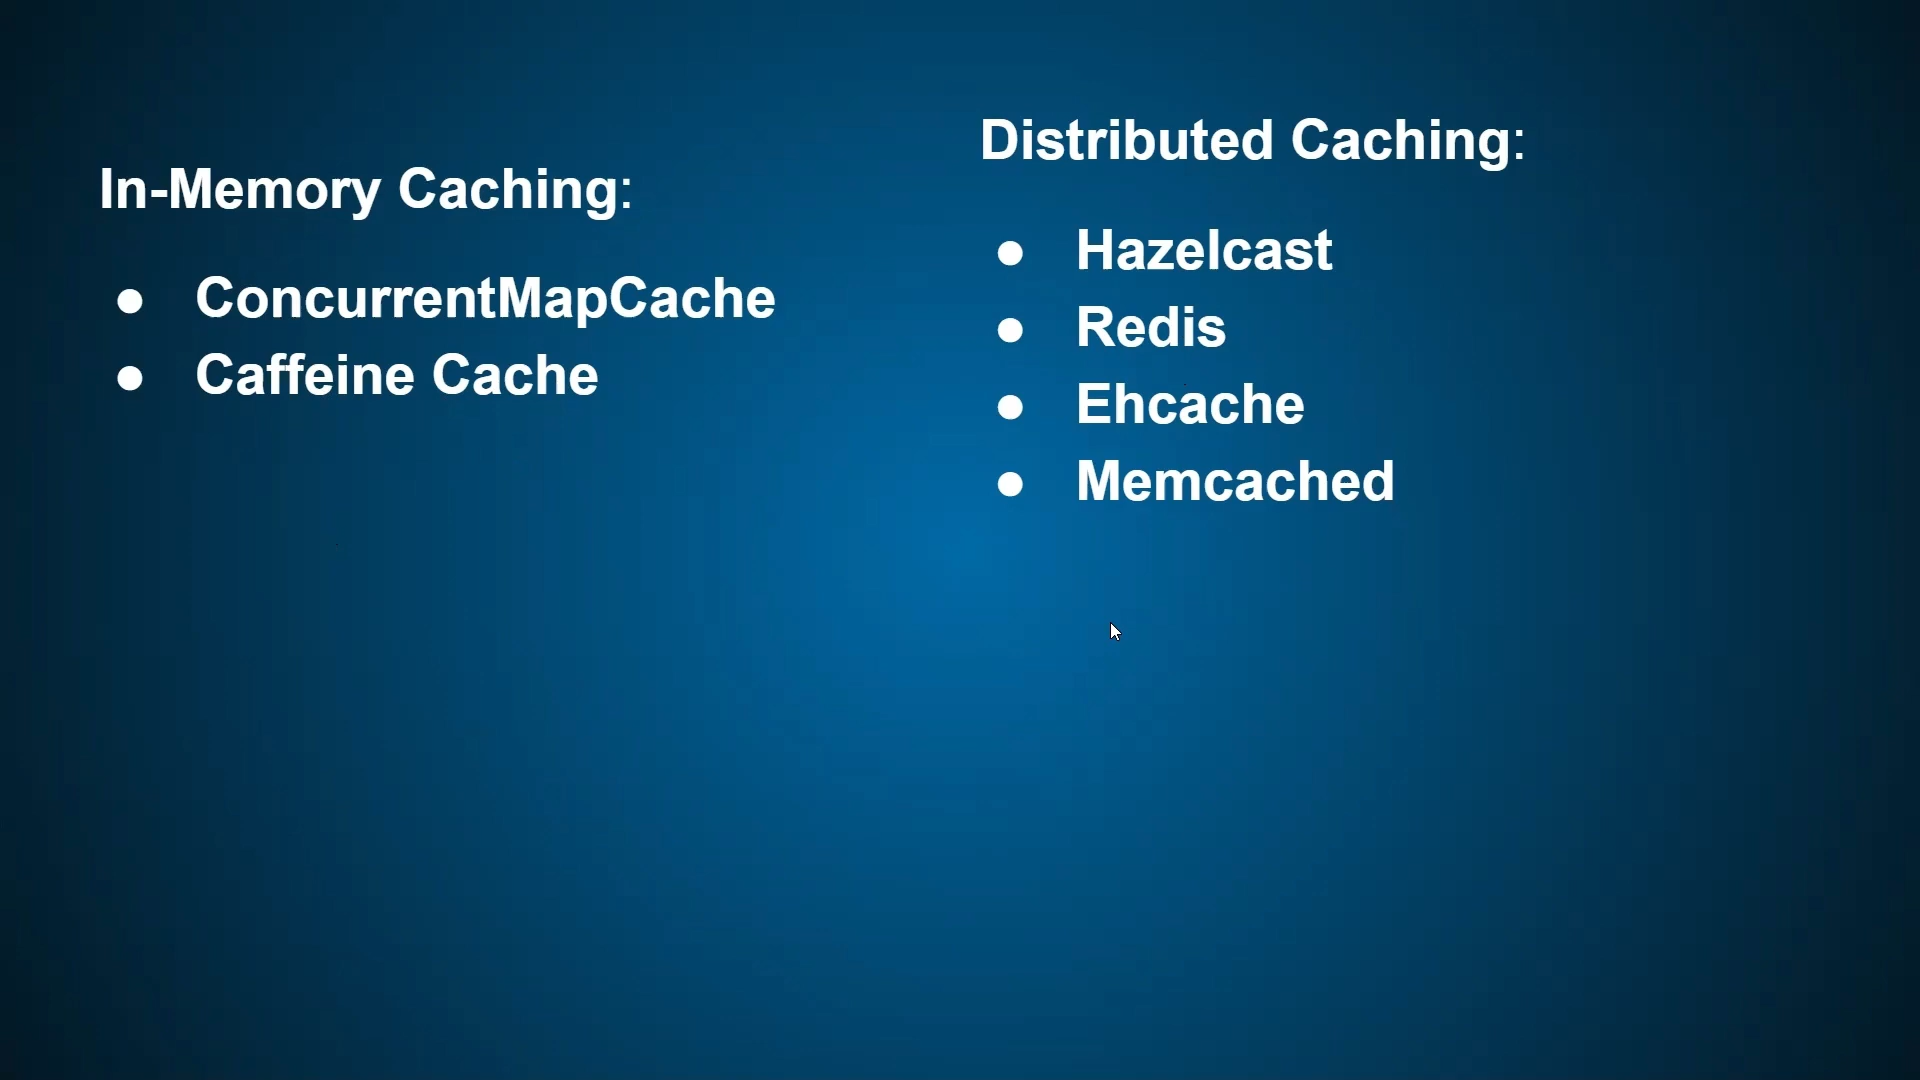 In-Memory Caching:
● ConcurrentMapCache
● Caffeine Cache
Distributed Caching:
● Hazelcast
● Redis
● Ehcache
● Memcached